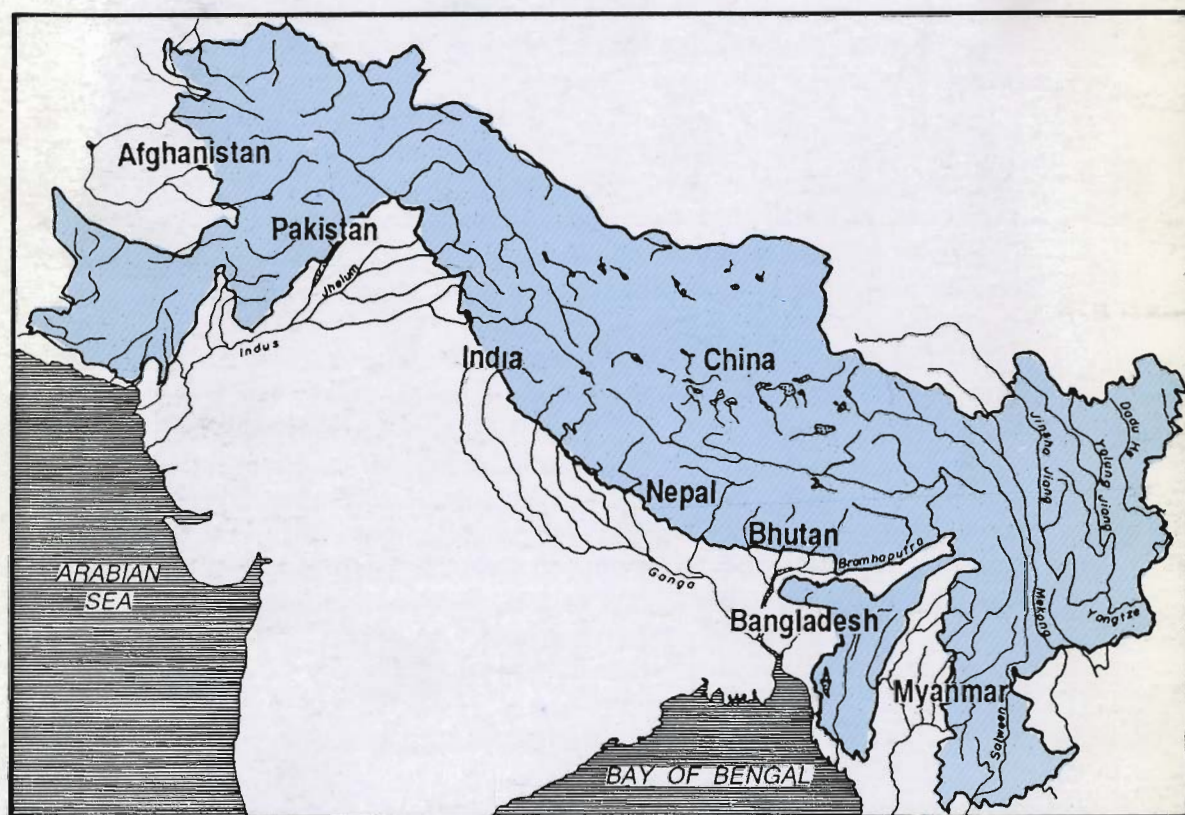 Afghanistan
Pakistan
Jhelum
Indus
India
China
Jinsha Jiang
Yalung Jiang
Dadu He
Nepal
Bhutan
Bramhaputra
Ganga
ARABIAN
SEA
Bangladesh
Mekong
Yangtze
Myanmar
Salween
BAY OF BENGAL